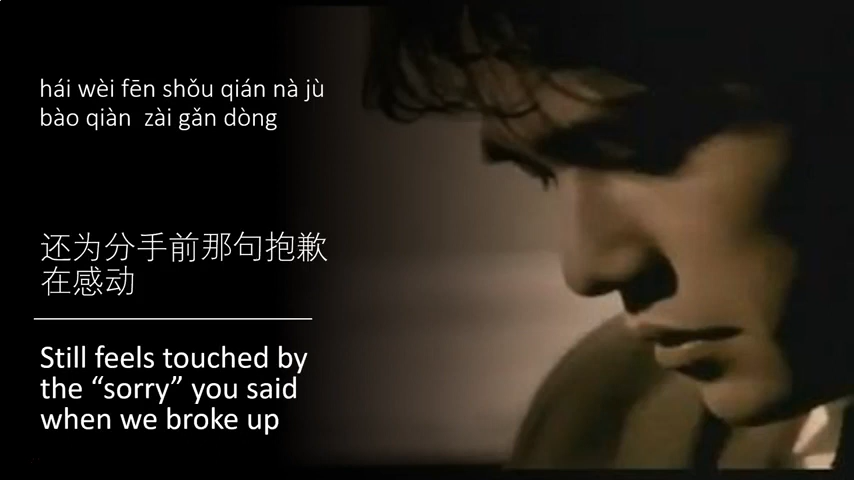 hái wèi fēn shǒu qián nà jù
bào qiàn  zài gǎn dòng
还为分手前那句抱歉
在感动
Still feels touched by
the “sorry” you said
when we broke up